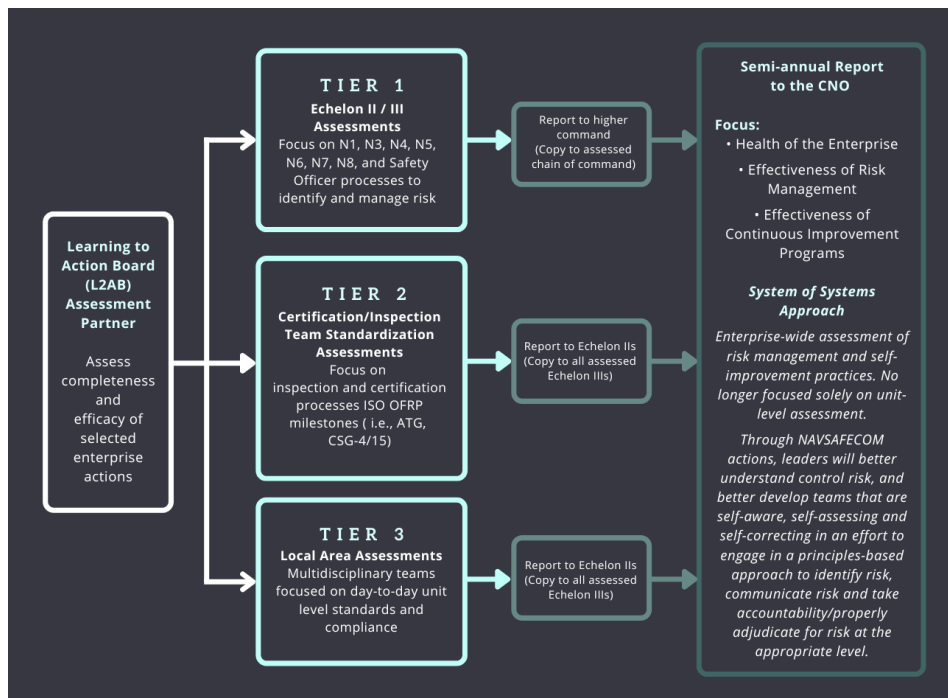 Learning to
Action Board
(L2AB)
Assessment
Partner
Assess
completeness
and
efficacy of
selected
enterprise
actions
TIER 1
Echelon II / III
Assessments
Focus on N1, N3, N4, N5,
N6, N7, N8, and Safety
Officer processes to
identify and manage risk
Report to higher
command
(Copy to assessed
chain of command)
TIER 2
Certification/Inspection
Team Standardization
Assessments
Focus on
inspection and certification
processes ISO OFRP
milestones ( i.e., ATG,
CSG-4/15)
Report to Echelon IIs
(Copy to all assessed
Echelon IIIs)
TIER 3
Local Area Assessments
Multidisciplinary teams
focused on day-to-day unit
level standards and
compliance
Report to Echelon IIs
(Copy to all assessed
Echelon IIIs)
Semi-annual Report
to the CNO
Focus:
• Health of the Enterprise
• Effectiveness of Risk
Management
• Effectiveness of
Continuous Improvement
Programs
System of Systems
Approach
Enterprise-wide assessment of
risk management and self-
improvement practices. No
longer focused solely on unit-
level assessment.
Through NAVSAFECOM
actions, leaders will better
understand control risk, and
better develop teams that are
self-aware, self-assessing and
self-correcting in an effort to
engage in a principles-based
approach to identify risk,
communicate risk and take
accountability/properly
adjudicate for risk at the
appropriate level.